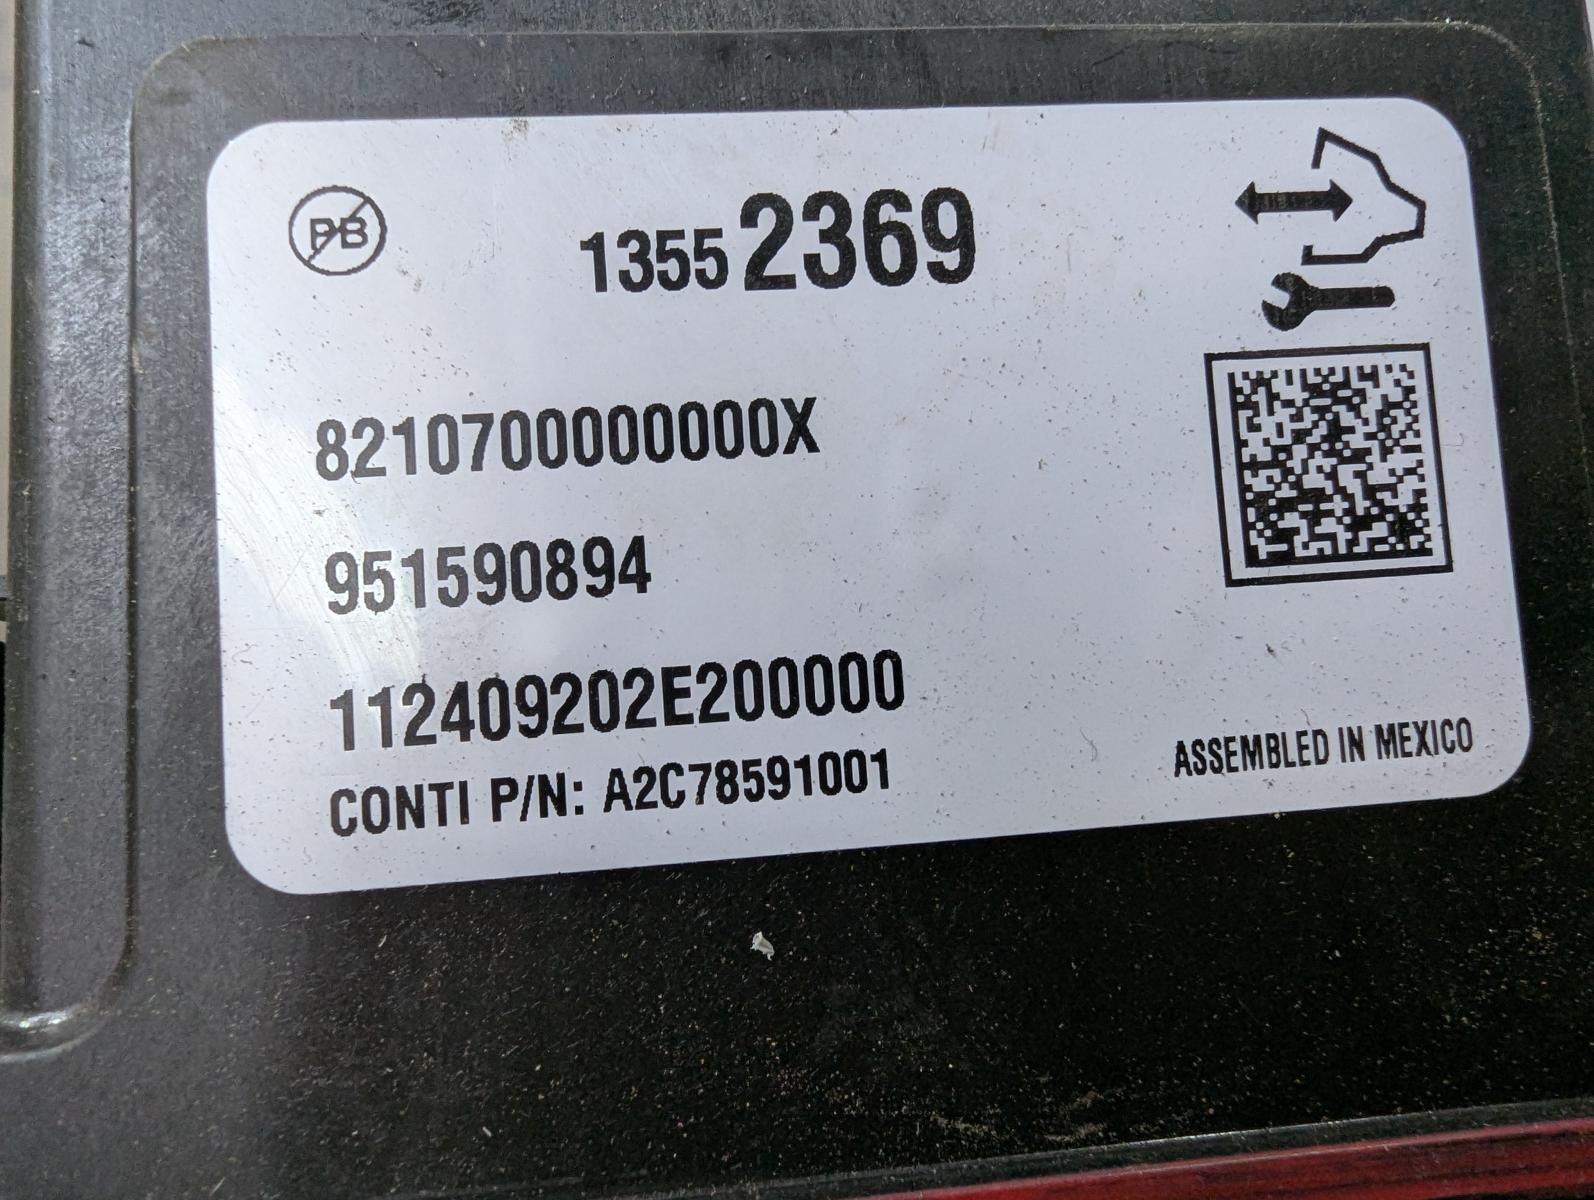 PB
13552369
8210700000000X
951590894
112409202E200000
CONTI P/N: A2C78591001
ASSEMBLED IN MEXICO